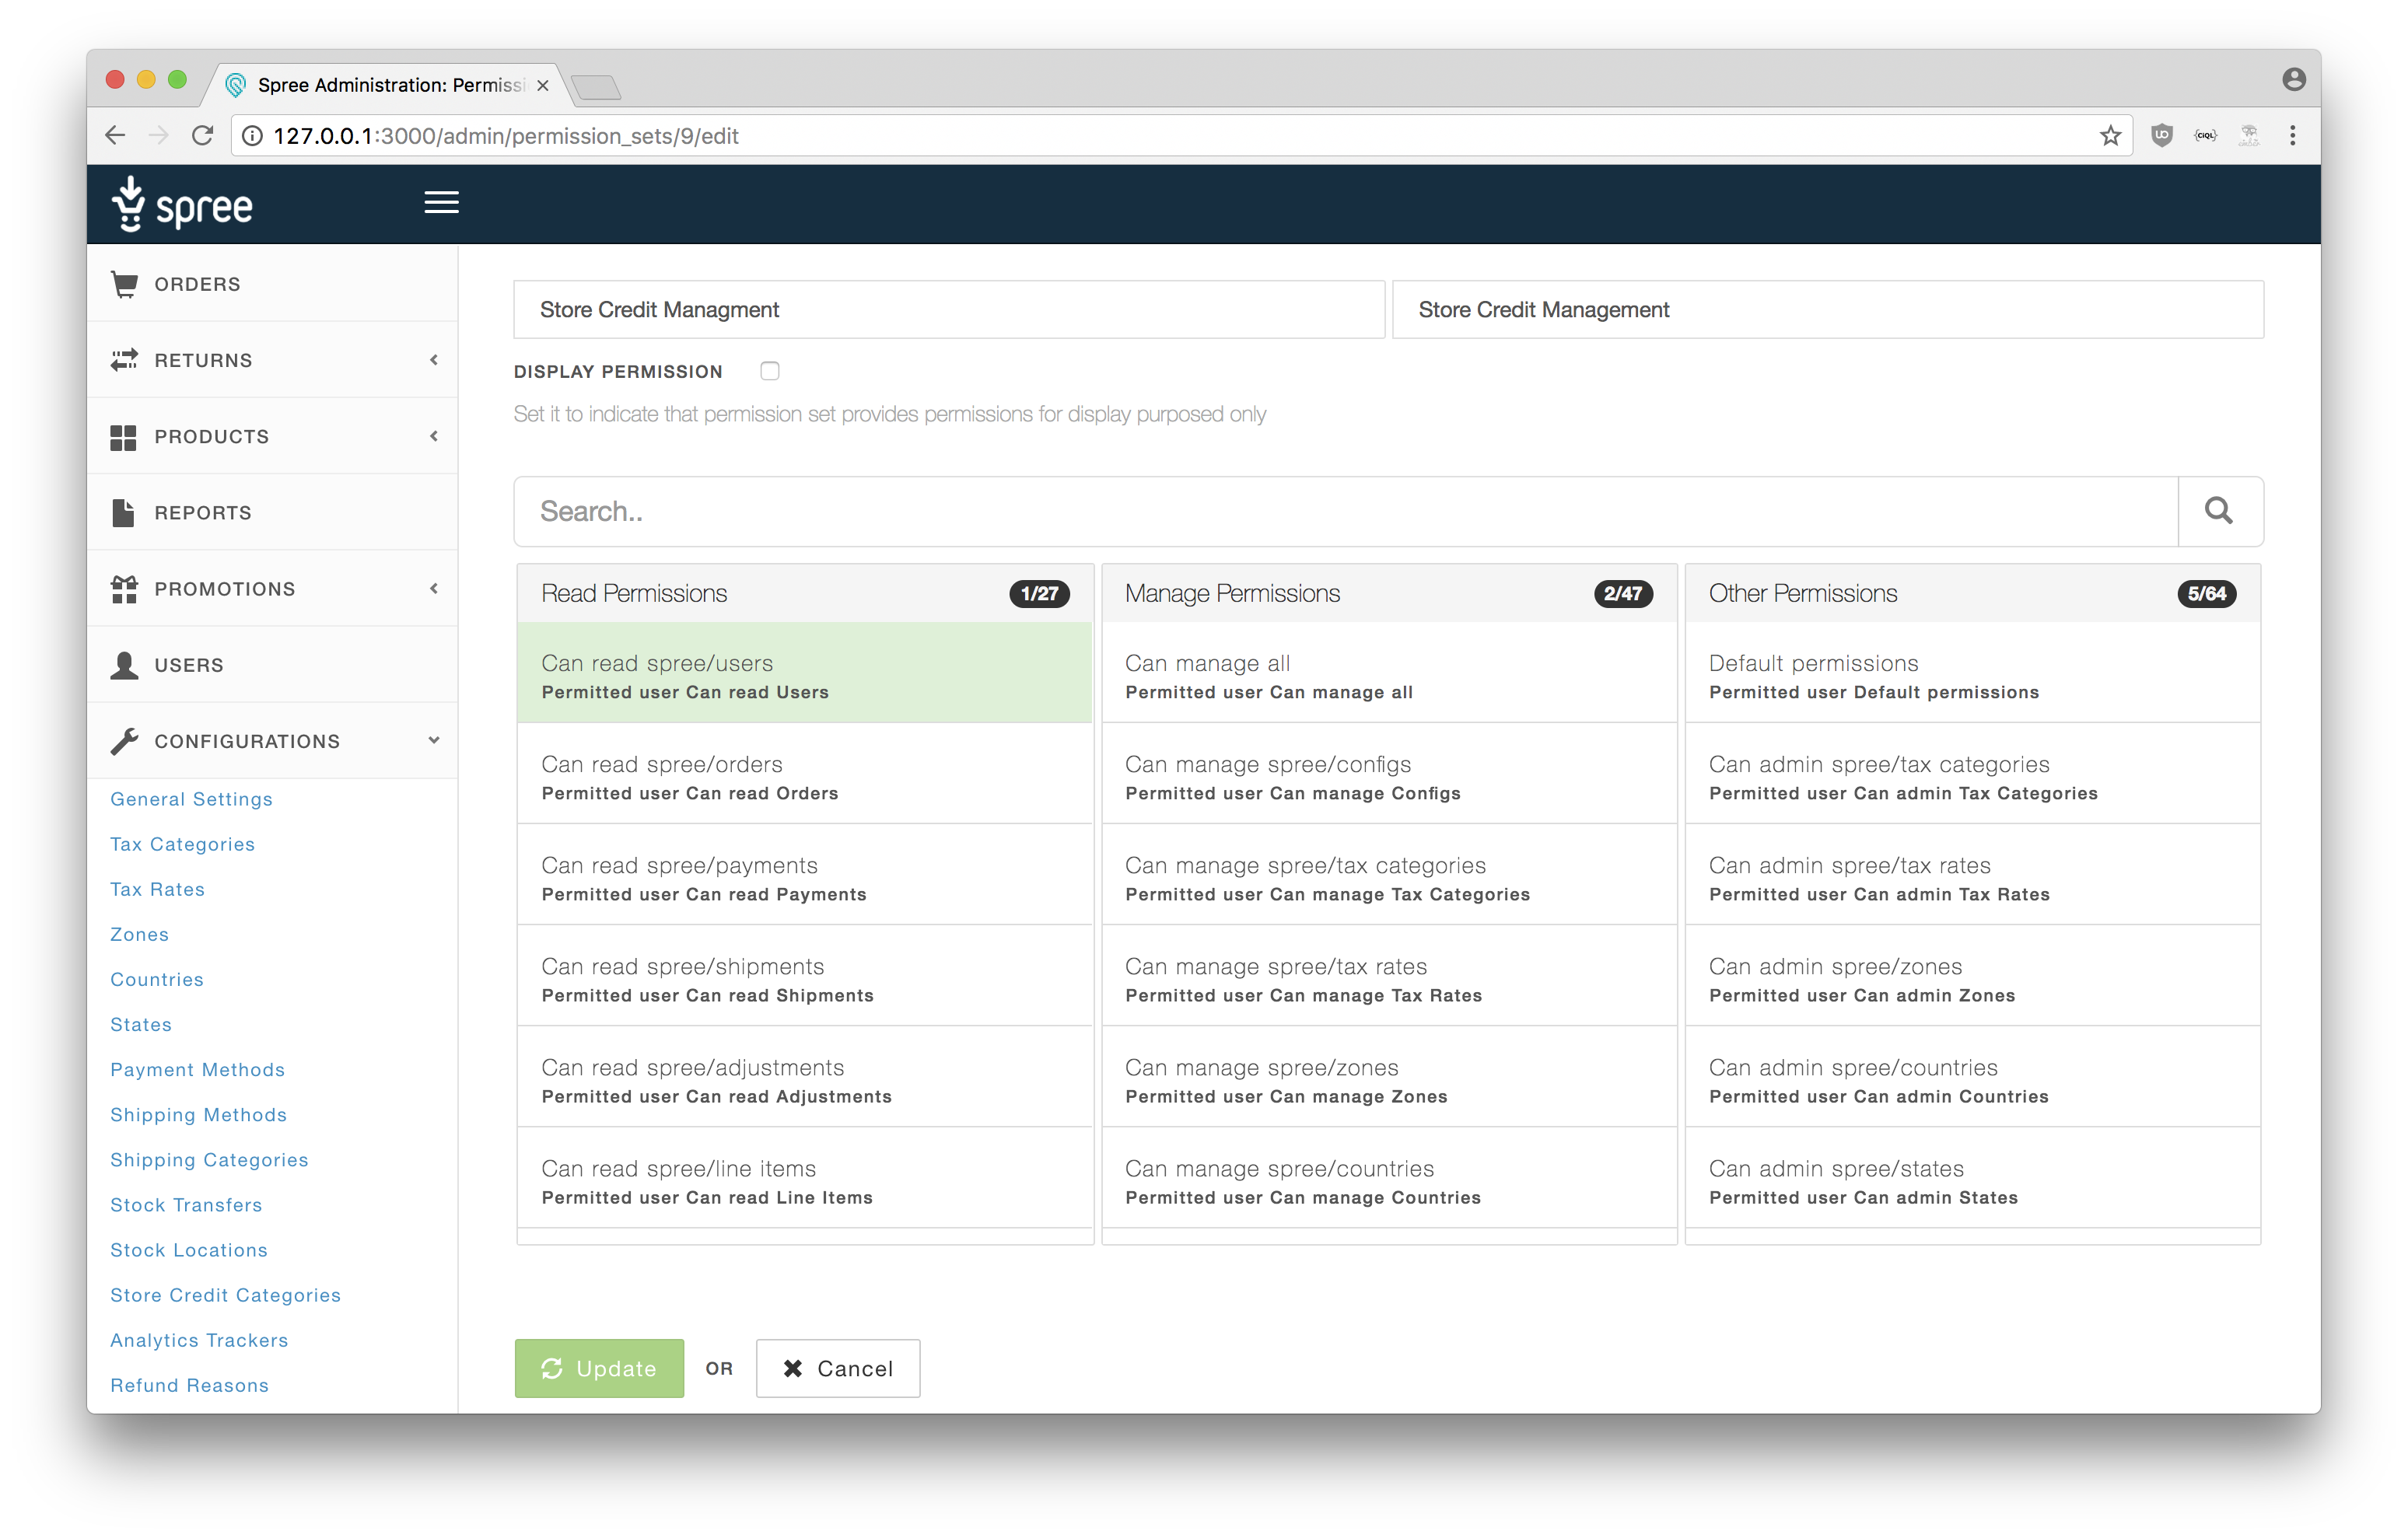 Spree Administration: Permissi
127.0.0.1:3000/admin/permission_sets/9/edit
UO
{CiQL}
spree
ORDERS
RETURNS
PRODUCTS
REPORTS
PROMOTIONS
USERS
CONFIGURATIONS
General Settings
Tax Categories
Tax Rates
Zones
Countries
States
Payment Methods
Shipping Methods
Shipping Categories
Stock Transfers
Stock Locations
Store Credit Categories
Analytics Trackers
Refund Reasons
Store Credit Managment
Store Credit Management
DISPLAY PERMISSION
Set it to indicate that permission set provides permissions for display purposed only
Search..
Read Permissions 1/27
Can read spree/users
Permitted user Can read Users
Can read spree/orders
Permitted user Can read Orders
Can read spree/payments
Permitted user Can read Payments
Can read spree/shipments
Permitted user Can read Shipments
Can read spree/adjustments
Permitted user Can read Adjustments
Can read spree/line items
Permitted user Can read Line Items
Manage Permissions 2/47
Can manage all
Permitted user Can manage all
Can manage spree/configs
Permitted user Can manage Configs
Can manage spree/tax categories
Permitted user Can manage Tax Categories
Can manage spree/tax rates
Permitted user Can manage Tax Rates
Can manage spree/zones
Permitted user Can manage Zones
Can manage spree/countries
Permitted user Can manage Countries
Other Permissions 5/64
Default permissions
Permitted user Default permissions
Can admin spree/tax categories
Permitted user Can admin Tax Categories
Can admin spree/tax rates
Permitted user Can admin Tax Rates
Can admin spree/zones
Permitted user Can admin Zones
Can admin spree/countries
Permitted user Can admin Countries
Can admin spree/states
Permitted user Can admin States
Update OR Cancel